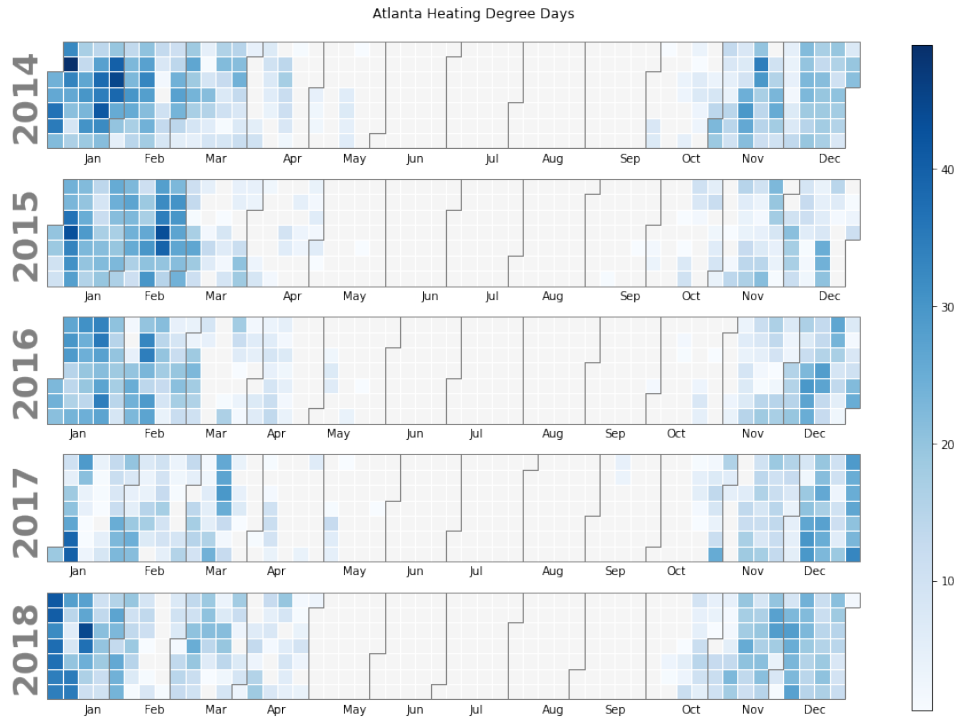 Atlanta Heating Degree Days
2014
Jan Feb Mar Apr May Jun Jul Aug Sep Oct Nov Dec
2015
Jan Feb Mar Apr May Jun Jul Aug Sep Oct Nov Dec
2016
Jan Feb Mar Apr May Jun Jul Aug Sep Oct Nov Dec
2017
Jan Feb Mar Apr May Jun Jul Aug Sep Oct Nov Dec
2018
Jan Feb Mar Apr May Jun Jul Aug Sep Oct Nov Dec
40
30
20
10